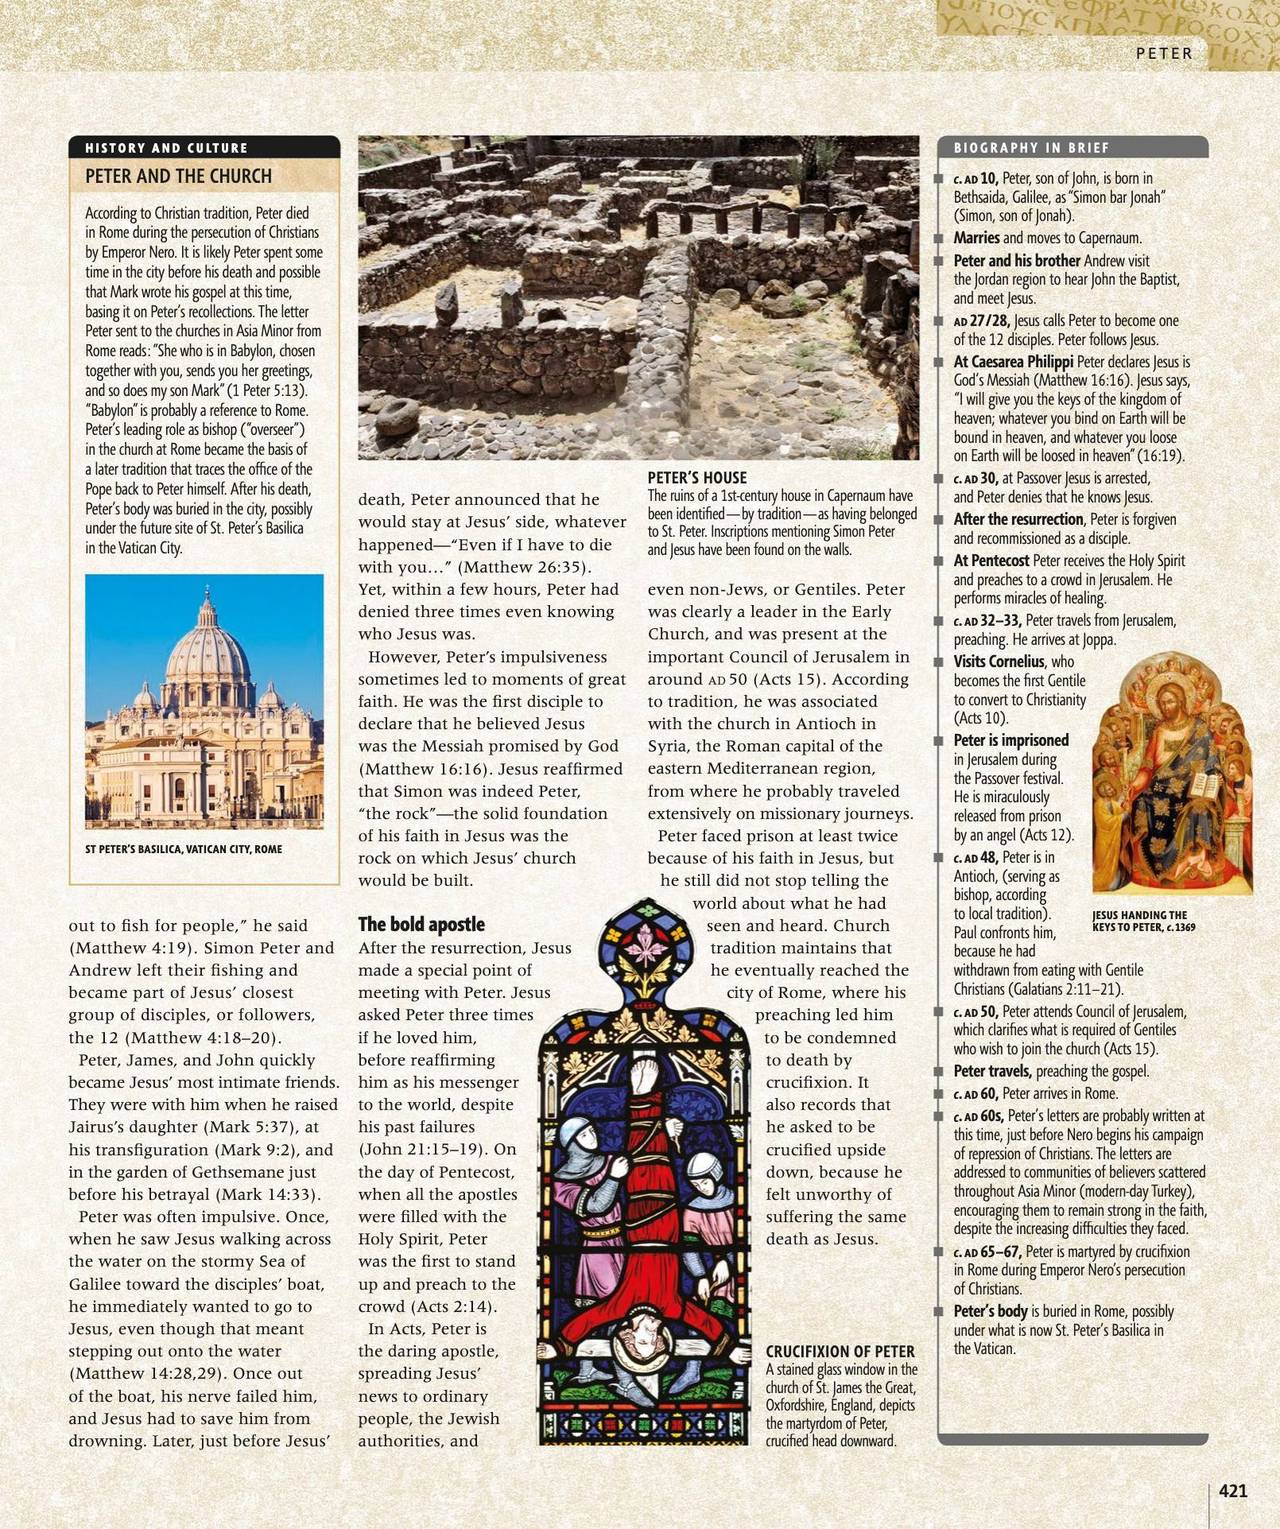 PETER
HISTORY AND CULTURE
PETER AND THE CHURCH
According to Christian tradition, Peter died
in Rome during the persecution of Christians
by Emperor Nero. It is likely Peter spent some
time in the city before his death and possible
that Mark wrote his gospel at this time,
basing it on Peter's recollections. The letter
Peter sent to the churches in Asia Minor from
Rome reads: “She who is in Babylon, chosen
together with you, sends you her greetings,
and so does my son Mark” (1 Peter 5:13).
“Babylon” is probably a reference to Rome.
Peter's leading role as bishop (“overseer”)
in the church at Rome became the basis of
a later tradition that traces the office of the
Pope back to Peter himself. After his death,
Peter's body was buried in the city, possibly
under the future site of St. Peter's Basilica
in the Vatican City.
ST PETER'S BASILICA, VATICAN CITY, ROME
out to fish for people,” he said
(Matthew 4:19). Simon Peter and
Andrew left their fishing and
became part of Jesus’ closest
group of disciples, or followers,
the 12 (Matthew 4:18–20).
Peter, James, and John quickly
became Jesus’ most intimate friends.
They were with him when he raised
Jairus’s daughter (Mark 5:37), at
his transfiguration (Mark 9:2), and
in the garden of Gethsemane just
before his betrayal (Mark 14:33).
Peter was often impulsive. Once,
when he saw Jesus walking across
the water on the stormy Sea of
Galilee toward the disciples’ boat,
he immediately wanted to go to
Jesus, even though that meant
stepping out onto the water
(Matthew 14:28,29). Once out
of the boat, his nerve failed him,
and Jesus had to save him from
drowning. Later, just before Jesus’
death, Peter announced that he
would stay at Jesus’ side, whatever
happened—“Even if I have to die
with you…” (Matthew 26:35).
Yet, within a few hours, Peter had
denied three times even knowing
who Jesus was.
However, Peter’s impulsiveness
sometimes led to moments of great
faith. He was the first disciple to
declare that he believed Jesus
was the Messiah promised by God
(Matthew 16:16). Jesus reaffirmed
that Simon was indeed Peter,
“the rock”—the solid foundation
of his faith in Jesus was the
rock on which Jesus’ church
would be built.
The bold apostle
After the resurrection, Jesus
made a special point of
meeting with Peter. Jesus
asked Peter three times
if he loved him,
before reaffirming
him as his messenger
to the world, despite
his past failures
(John 21:15–19). On
the day of Pentecost,
when all the apostles
were filled with the
Holy Spirit, Peter
was the first to stand
up and preach to the
crowd (Acts 2:14).
In Acts, Peter is
the daring apostle,
spreading Jesus’
news to ordinary
people, the Jewish
authorities, and
PETER'S HOUSE
The ruins of a 1st-century house in Capernaum have
been identified—by tradition—as having belonged
to St. Peter. Inscriptions mentioning Simon Peter
and Jesus have been found on the walls.
even non-Jews, or Gentiles. Peter
was clearly a leader in the Early
Church, and was present at the
important Council of Jerusalem in
around AD 50 (Acts 15). According
to tradition, he was associated
with the church in Antioch in
Syria, the Roman capital of the
eastern Mediterranean region,
from where he probably traveled
extensively on missionary journeys.
Peter faced prison at least twice
because of his faith in Jesus, but
he still did not stop telling the
world about what he had
seen and heard. Church
tradition maintains that
he eventually reached the
city of Rome, where his
preaching led him
to be condemned
to death by
crucifixion. It
also records that
he asked to be
crucified upside
down, because he
felt unworthy of
suffering the same
death as Jesus.
CRUCIFIXION OF PETER
A stained glass window in the
church of St. James the Great,
Oxfordshire, England, depicts
the martyrdom of Peter,
crucified head downward.
BIOGRAPHY IN BRIEF
c. AD 10, Peter, son of John, is born in
Bethsaida, Galilee, as “Simon bar Jonah”
(Simon, son of Jonah).
Marries and moves to Capernaum.
Peter and his brother Andrew visit
the Jordan region to hear John the Baptist,
and meet Jesus.
AD 27/28, Jesus calls Peter to become one
of the 12 disciples. Peter follows Jesus.
At Caesarea Philippi Peter declares Jesus is
God's Messiah (Matthew 16:16). Jesus says,
“I will give you the keys of the kingdom of
heaven; whatever you bind on Earth will be
bound in heaven, and whatever you loose
on Earth will be loosed in heaven” (16:19).
c. AD 30, at Passover Jesus is arrested,
and Peter denies that he knows Jesus.
After the resurrection, Peter is forgiven
and recommissioned as a disciple.
At Pentecost Peter receives the Holy Spirit
and preaches to a crowd in Jerusalem. He
performs miracles of healing.
c. AD 32–33, Peter travels from Jerusalem,
preaching. He arrives at Joppa.
Visits Cornelius, who
becomes the first Gentile
to convert to Christianity
(Acts 10).
Peter is imprisoned
in Jerusalem during
the Passover festival.
He is miraculously
released from prison
by an angel (Acts 12).
c. AD 48, Peter is in
Antioch, (serving as
bishop, according
to local tradition).
Paul confronts him,
because he had
withdrawn from eating with Gentile
Christians (Galatians 2:11–21).
JESUS HANDING THE
KEYS TO PETER, c.1369
c. AD 50, Peter attends Council of Jerusalem,
which clarifies what is required of Gentiles
who wish to join the church (Acts 15).
Peter travels, preaching the gospel.
c. AD 60, Peter arrives in Rome.
c. AD 60s, Peter's letters are probably written at
this time, just before Nero begins his campaign
of repression of Christians. The letters are
addressed to communities of believers scattered
throughout Asia Minor (modern-day Turkey),
encouraging them to remain strong in the faith,
despite the increasing difficulties they faced.
c. AD 65–67, Peter is martyred by crucifixion
in Rome during Emperor Nero's persecution
of Christians.
Peter's body is buried in Rome, possibly
under what is now St. Peter's Basilica in
the Vatican.
421